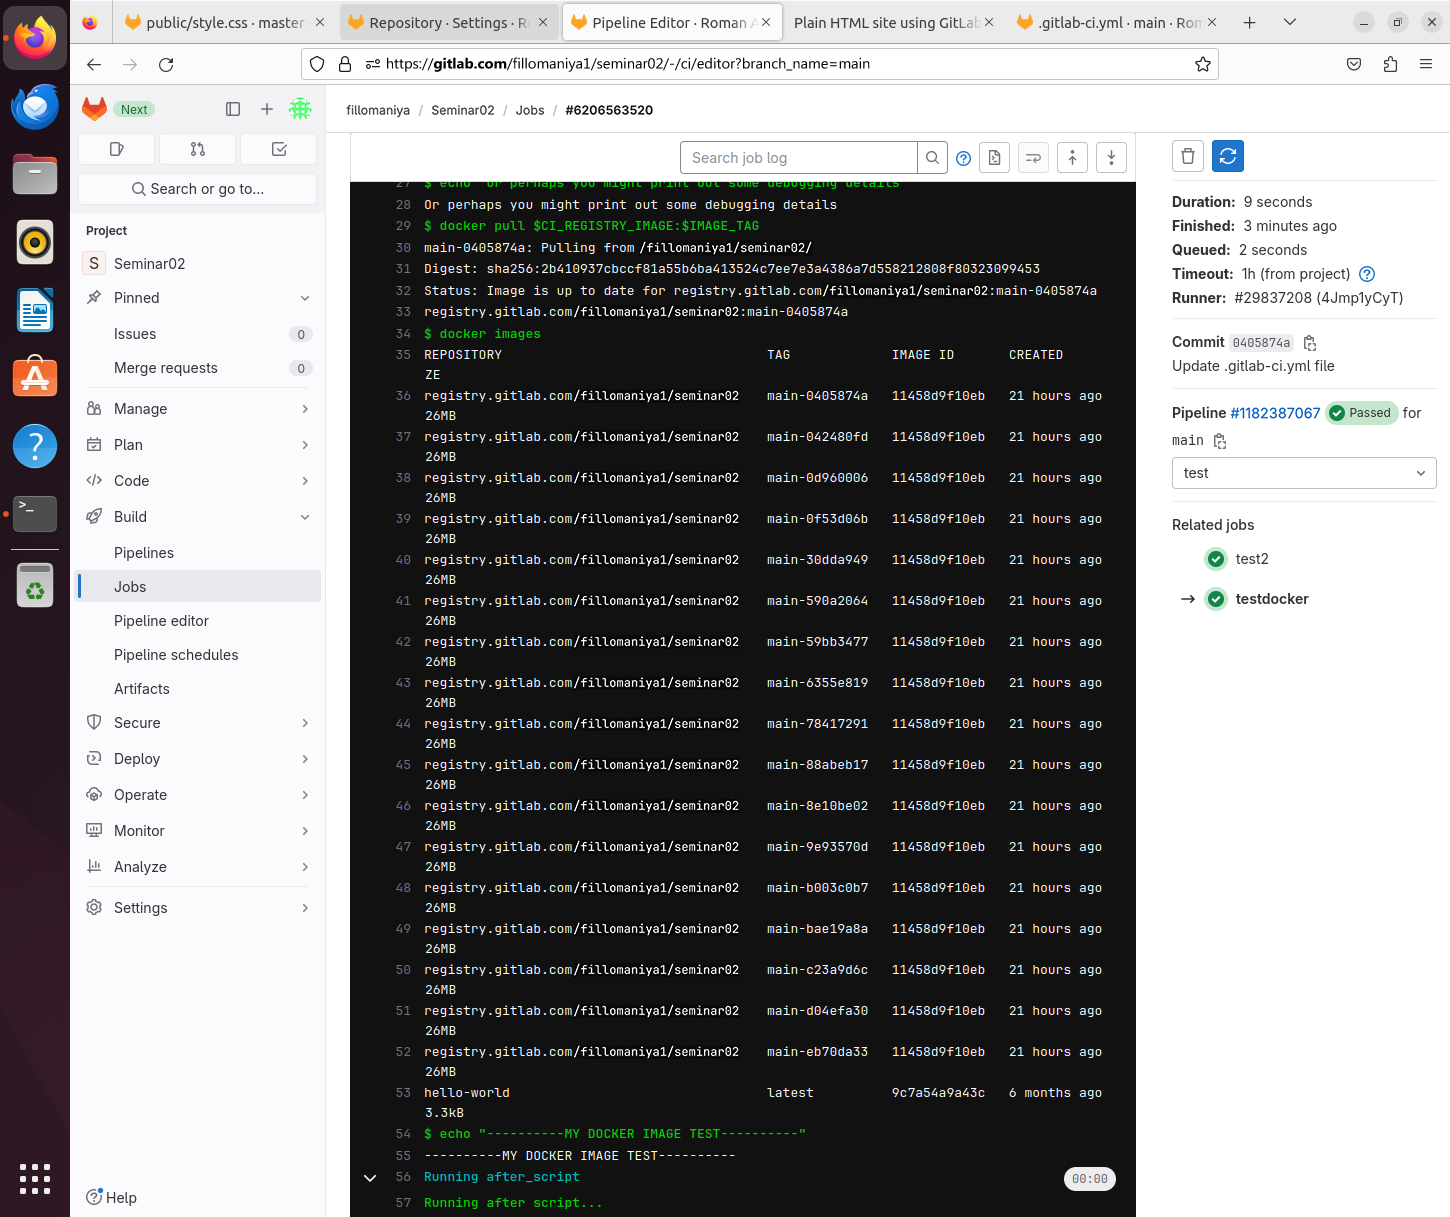 public/style.css · master
Repository · Settings · R
Pipeline Editor · Roman A
Plain HTML site using GitLab
.gitlab-ci.yml · main · Rom
https://gitlab.com/fillomaniya1/seminar02/-/ci/editor?branch_name=main
Next
Search or go to...
Project
S Seminar02
Pinned
Issues 0
Merge requests 0
Manage
Plan
Code
Build
Pipelines
Jobs
Pipeline editor
Pipeline schedules
Artifacts
Secure
Deploy
Operate
Monitor
Analyze
Settings
Help
fillomaniya / Seminar02 / Jobs / #6206563520
Search job log
27 $ echo "Or perhaps you might print out some debugging details"
28 Or perhaps you might print out some debugging details
29 $ docker pull $CI_REGISTRY_IMAGE:$IMAGE_TAG
30 main-0405874a: Pulling from /fillomaniya1/seminar02/
31 Digest: sha256:2b410937cbccf81a55b6ba413524c7ee7e3a4386a7d558212808f80323099453
32 Status: Image is up to date for registry.gitlab.com/fillomaniya1/seminar02:main-0405874a
33 registry.gitlab.com/fillomaniya1/seminar02:main-0405874a
34 $ docker images
35 REPOSITORY TAG IMAGE ID CREATED
ZE
36 registry.gitlab.com/fillomaniya1/seminar02 main-0405874a 11458d9f10eb 21 hours ago
26MB
37 registry.gitlab.com/fillomaniya1/seminar02 main-042480fd 11458d9f10eb 21 hours ago
26MB
38 registry.gitlab.com/fillomaniya1/seminar02 main-0d960006 11458d9f10eb 21 hours ago
26MB
39 registry.gitlab.com/fillomaniya1/seminar02 main-0f53d06b 11458d9f10eb 21 hours ago
26MB
40 registry.gitlab.com/fillomaniya1/seminar02 main-30dda949 11458d9f10eb 21 hours ago
26MB
41 registry.gitlab.com/fillomaniya1/seminar02 main-590a2064 11458d9f10eb 21 hours ago
26MB
42 registry.gitlab.com/fillomaniya1/seminar02 main-59bb3477 11458d9f10eb 21 hours ago
26MB
43 registry.gitlab.com/fillomaniya1/seminar02 main-6355e819 11458d9f10eb 21 hours ago
26MB
44 registry.gitlab.com/fillomaniya1/seminar02 main-78417291 11458d9f10eb 21 hours ago
26MB
45 registry.gitlab.com/fillomaniya1/seminar02 main-88abeb17 11458d9f10eb 21 hours ago
26MB
46 registry.gitlab.com/fillomaniya1/seminar02 main-8e10be02 11458d9f10eb 21 hours ago
26MB
47 registry.gitlab.com/fillomaniya1/seminar02 main-9e93570d 11458d9f10eb 21 hours ago
26MB
48 registry.gitlab.com/fillomaniya1/seminar02 main-b003c0b7 11458d9f10eb 21 hours ago
26MB
49 registry.gitlab.com/fillomaniya1/seminar02 main-bae19a8a 11458d9f10eb 21 hours ago
26MB
50 registry.gitlab.com/fillomaniya1/seminar02 main-c23a9d6c 11458d9f10eb 21 hours ago
26MB
51 registry.gitlab.com/fillomaniya1/seminar02 main-d04efa30 11458d9f10eb 21 hours ago
26MB
52 registry.gitlab.com/fillomaniya1/seminar02 main-eb70da33 11458d9f10eb 21 hours ago
26MB
53 hello-world latest 9c7a54a9a43c 6 months ago
3.3kB
54 $ echo "----------MY DOCKER IMAGE TEST----------"
55 ----------MY DOCKER IMAGE TEST----------
56 Running after_script 00:00
57 Running after script...
Duration: 9 seconds
Finished: 3 minutes ago
Queued: 2 seconds
Timeout: 1h (from project)
Runner: #29837208 (4Jmp1yCyT)
Commit 0405874a
Update .gitlab-ci.yml file
Pipeline #1182387067 Passed for
main
test
Related jobs
test2
→ testdocker